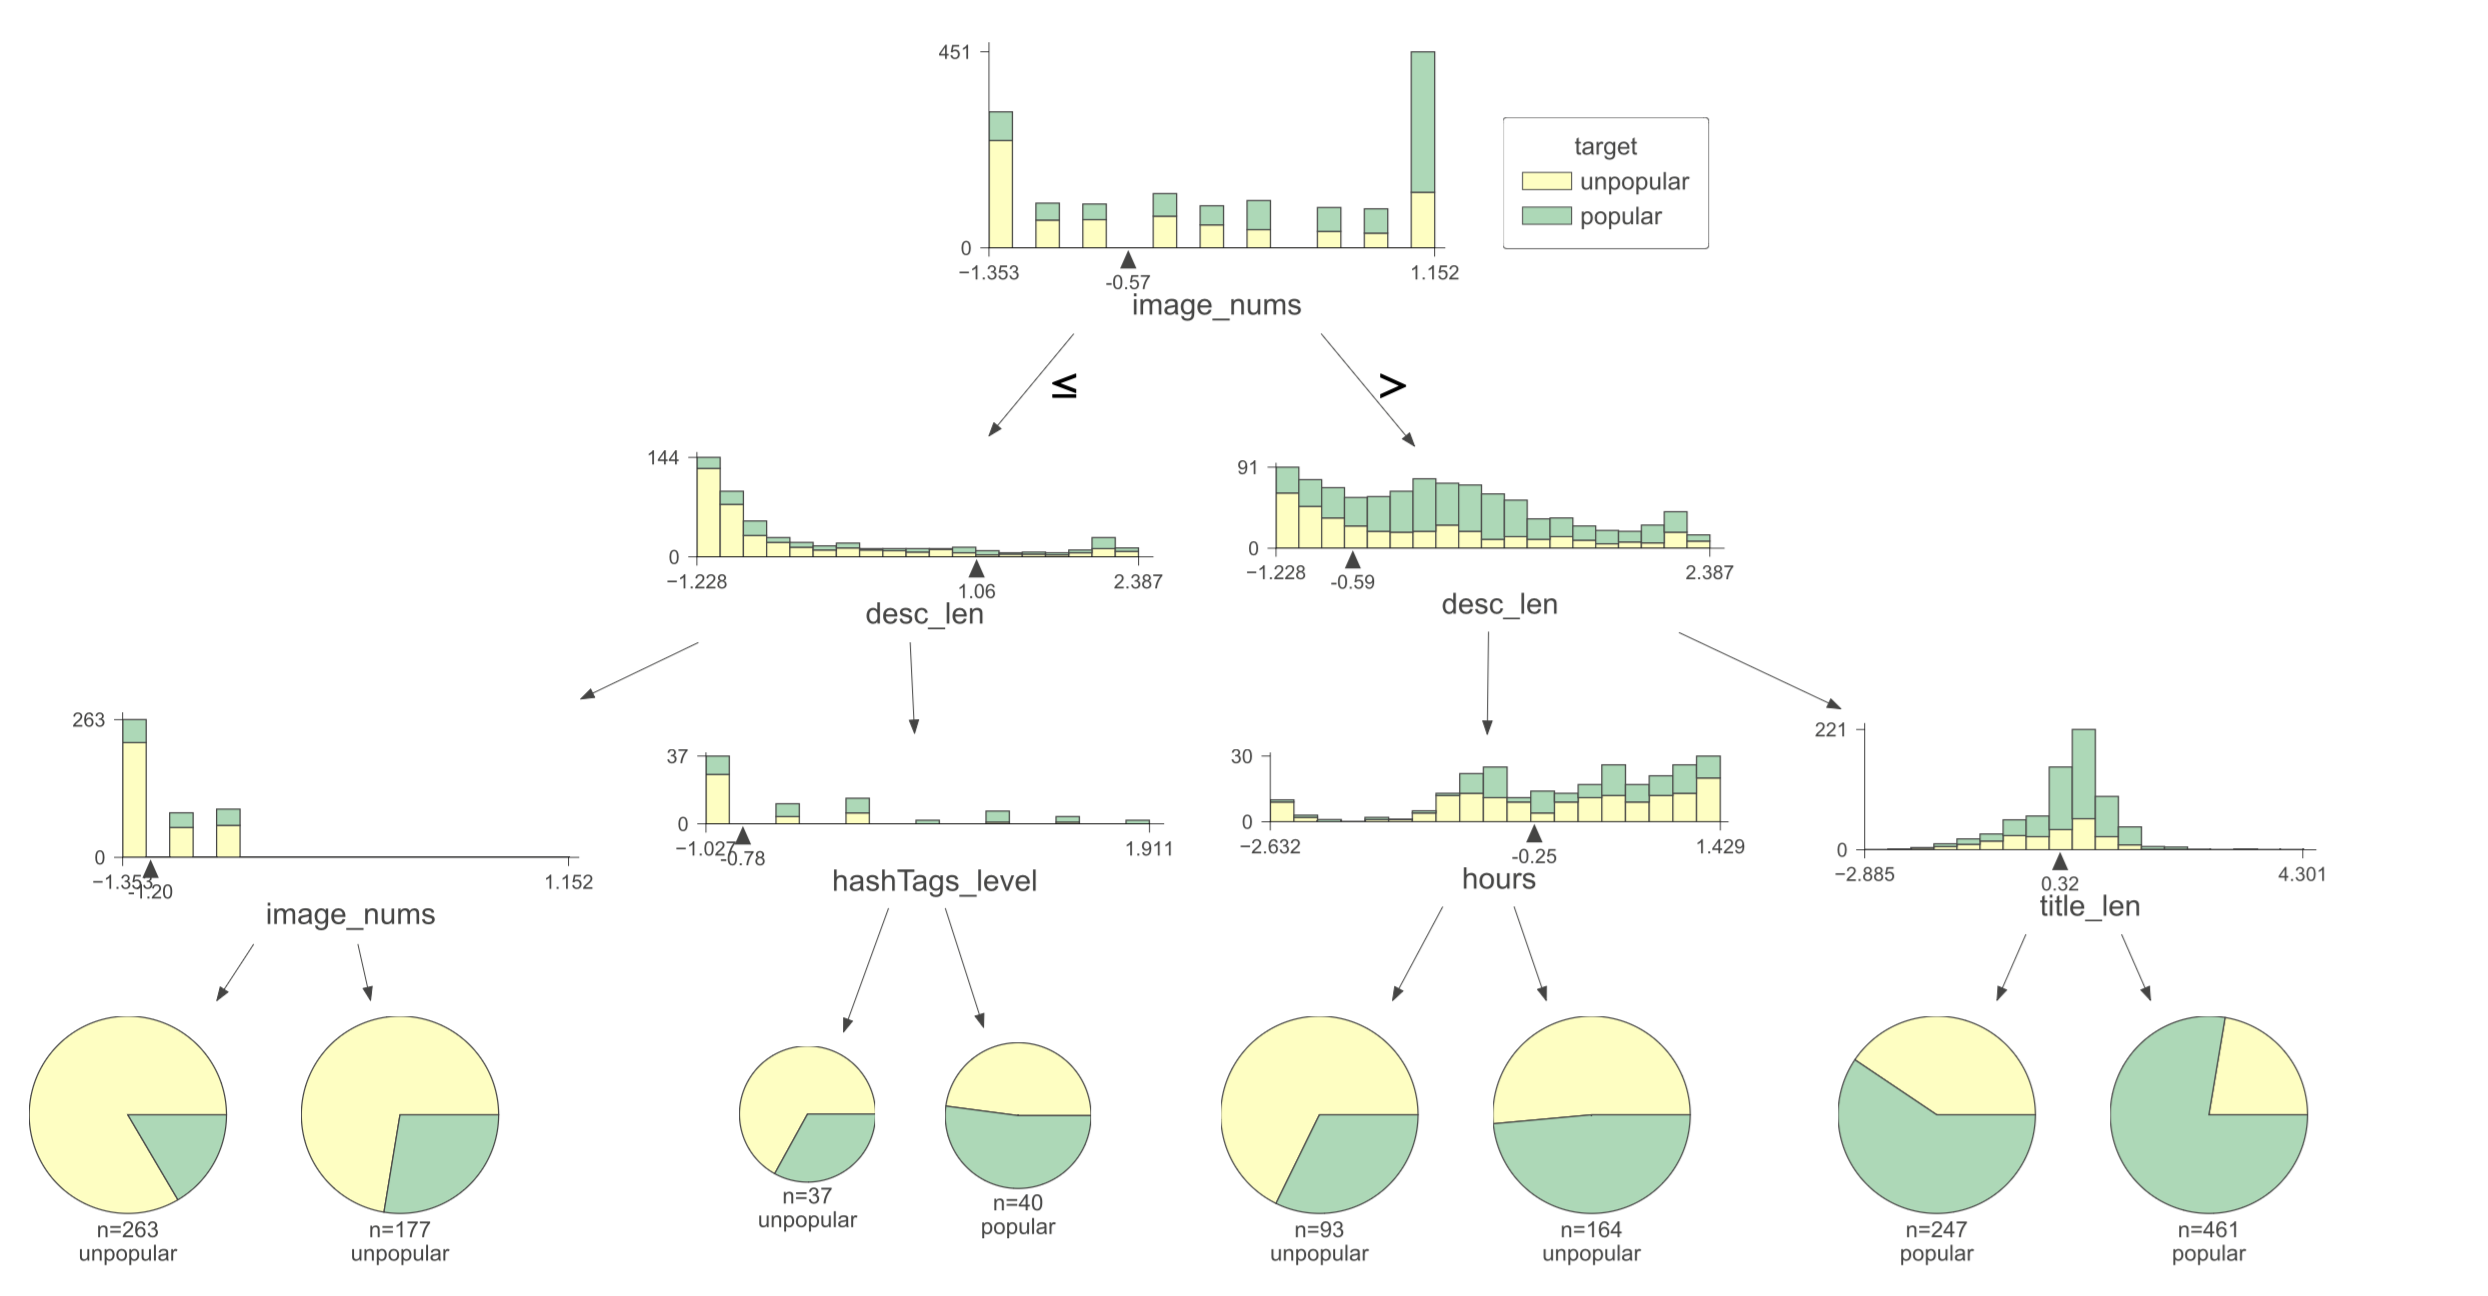 451
0
−1.353
-0.57
1.152
image_nums
target
unpopular
popular
≤
>
144
0
−1.228
1.06
2.387
desc_len
91
0
−1.228
-0.59
2.387
desc_len
263
0
−1.353
-1.20
1.152
image_nums
37
0
−1.027
-0.78
1.911
hashTags_level
30
0
−2.632
-0.25
1.429
hours
221
0
−2.885
0.32
4.301
title_len
n=263
unpopular
n=177
unpopular
n=37
unpopular
n=40
popular
n=93
unpopular
n=164
unpopular
n=247
popular
n=461
popular